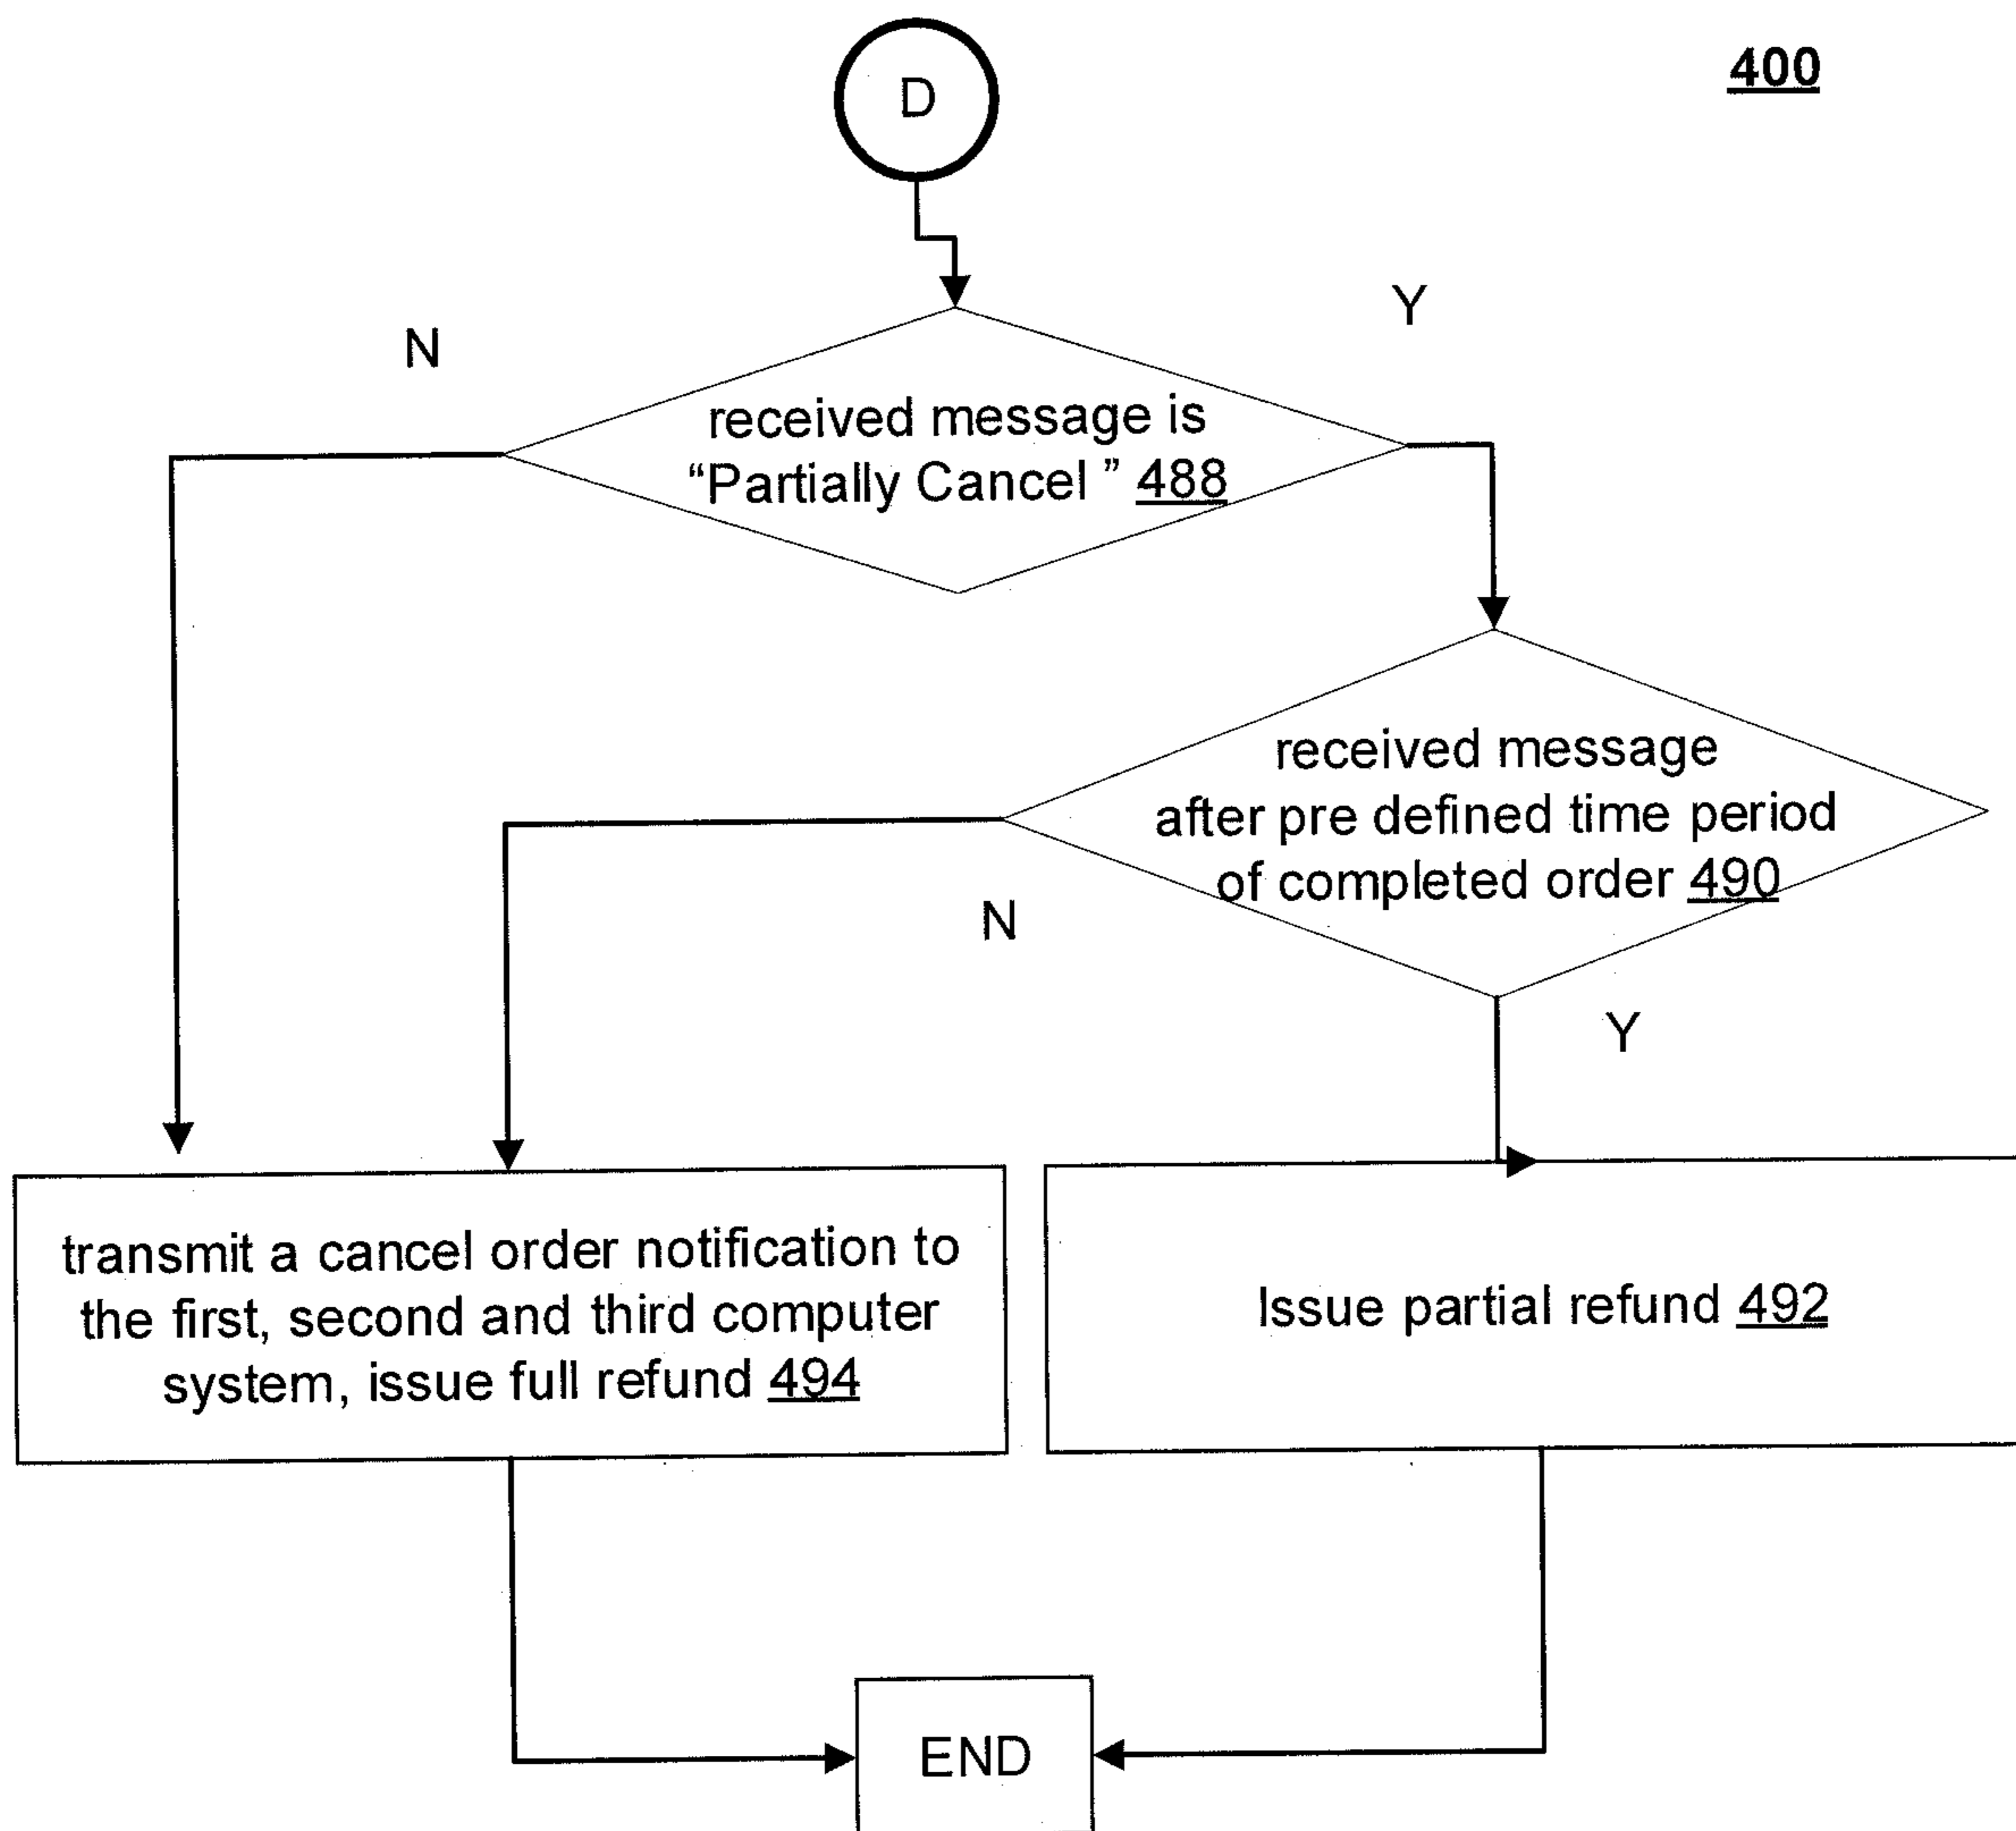 400
D
N
Y
received message is
“Partially Cancel ” 488
received message
after pre defined time period
of completed order 490
N
Y
transmit a cancel order notification to
the first, second and third computer
system, issue full refund 494
Issue partial refund 492
END